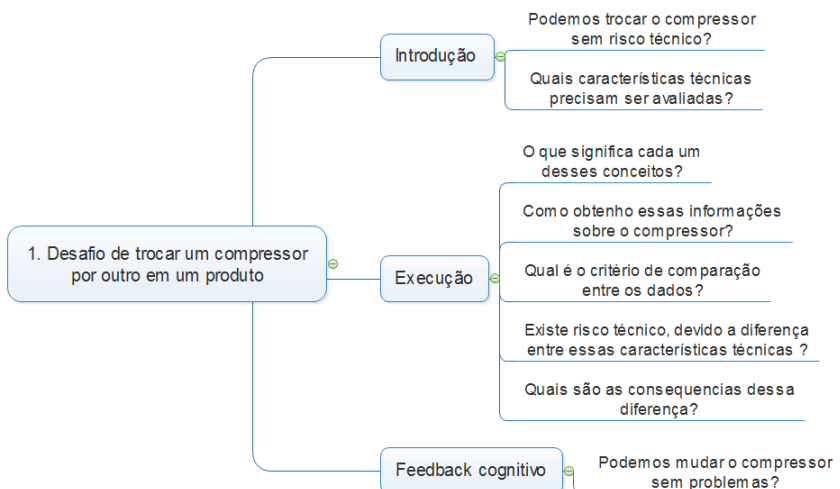 1. Desafio de trocar um compressor
por outro em um produto
Introdução
Podemos trocar o compressor
sem risco técnico?
Quais características técnicas
precisam ser avaliadas?
Execução
O que significa cada um
desses conceitos?
Como obtenho essas informações
sobre o compressor?
Qual é o critério de comparação
entre os dados?
Existe risco técnico, devido a diferença
entre essas características técnicas ?
Quais são as consequencias dessa
diferença?
Feedback cognitivo
Podemos mudar o compressor
sem problemas?